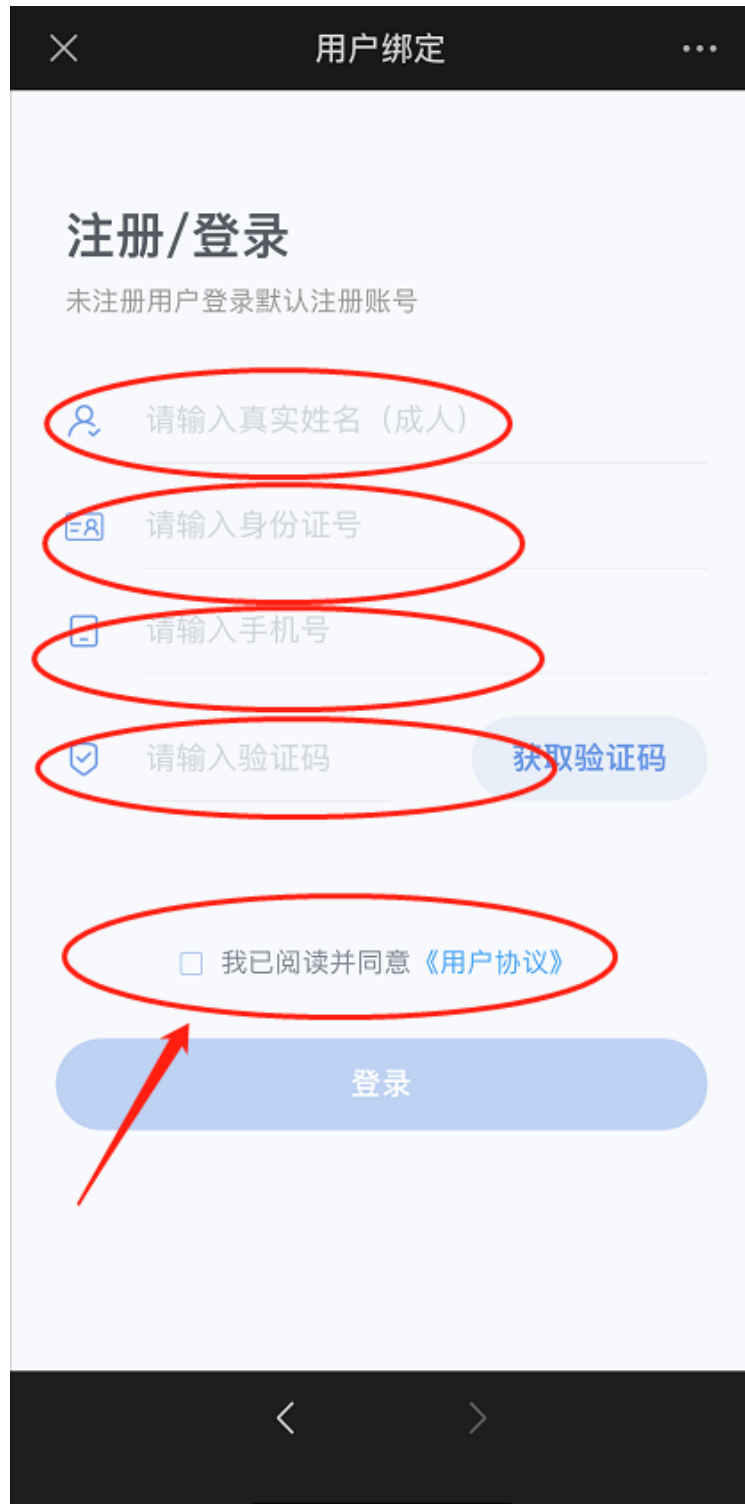 用户绑定
注册/登录
未注册用户登录默认注册账号
请输入真实姓名（成人）
请输入身份证号
请输入手机号
请输入验证码 获取验证码
我已阅读并同意《用户协议》
登录